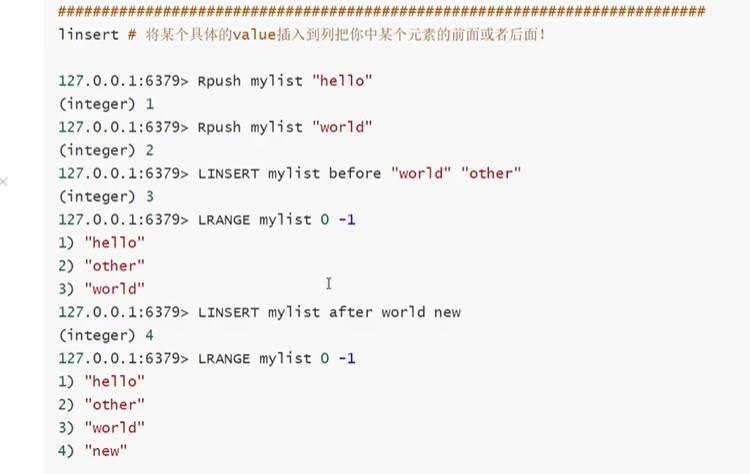 ###########################################################################
linsert # 将某个具体的value插入到列把你中某个元素的前面或者后面！
127.0.0.1:6379> Rpush mylist "hello"
(integer) 1
127.0.0.1:6379> Rpush mylist "world"
(integer) 2
127.0.0.1:6379> LINSERT mylist before "world" "other"
(integer) 3
127.0.0.1:6379> LRANGE mylist 0 -1
1) "hello"
2) "other"
3) "world"
127.0.0.1:6379> LINSERT mylist after world new
(integer) 4
127.0.0.1:6379> LRANGE mylist 0 -1
1) "hello"
2) "other"
3) "world"
4) "new"